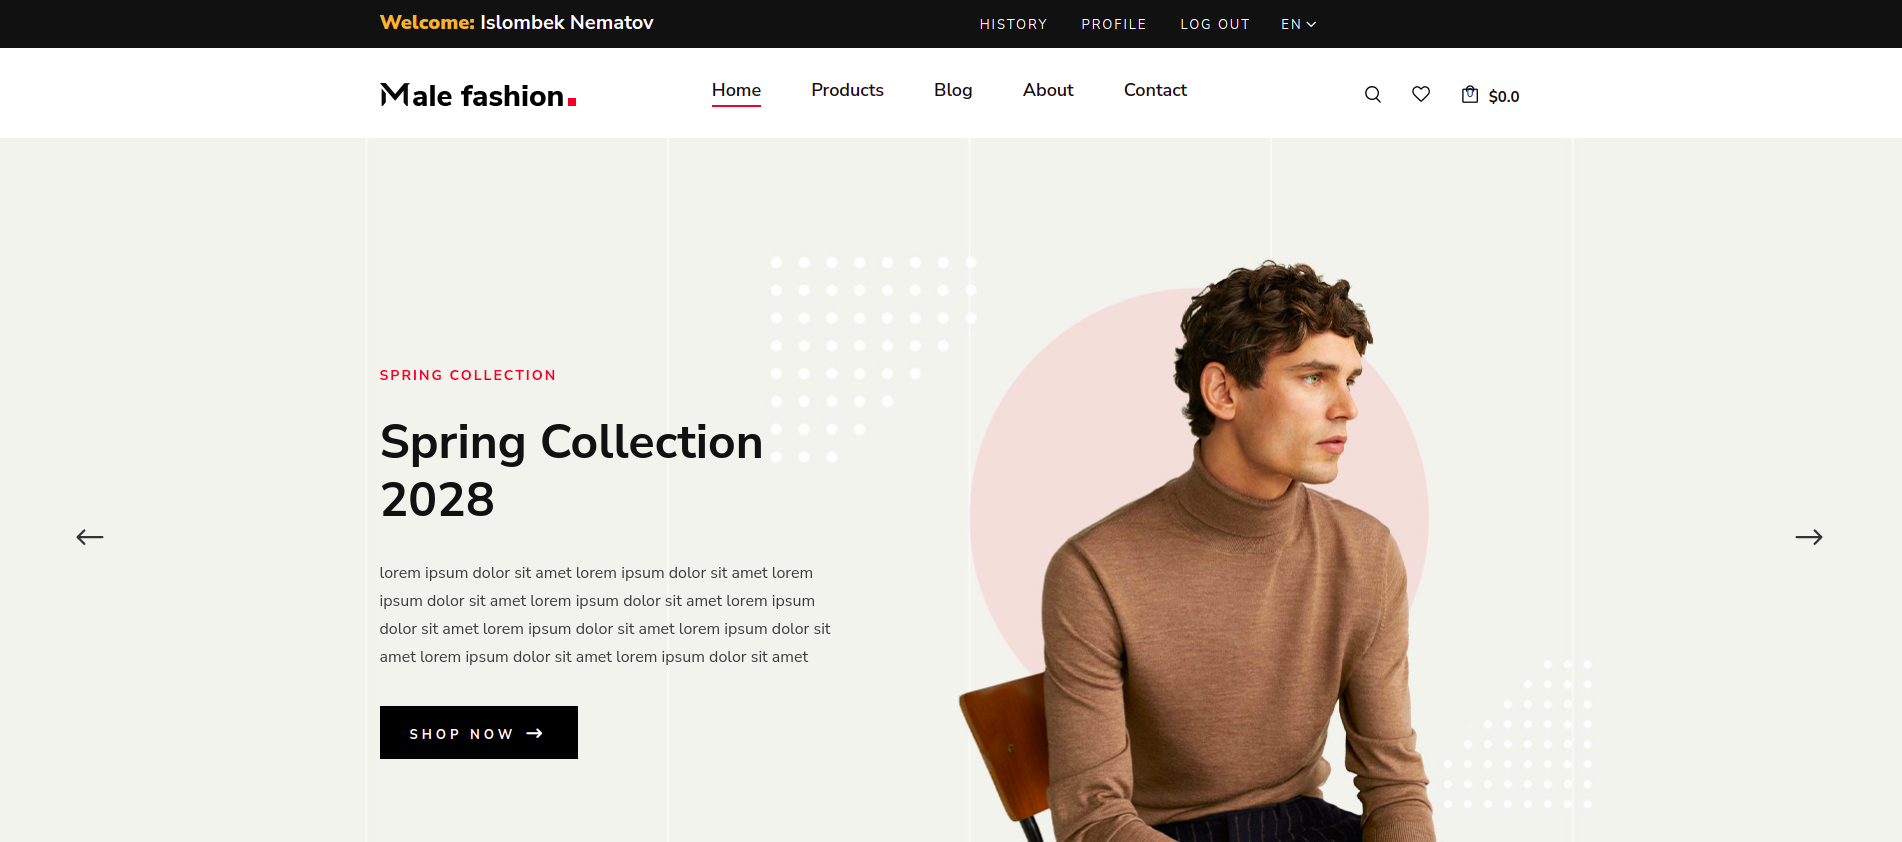 Welcome: Islombek Nematov
HISTORY PROFILE LOG OUT EN
Male fashion.
Home Products Blog About Contact
0 $0.0
SPRING COLLECTION
Spring Collection
2028
lorem ipsum dolor sit amet lorem ipsum dolor sit amet lorem
ipsum dolor sit amet lorem ipsum dolor sit amet lorem ipsum
dolor sit amet lorem ipsum dolor sit amet lorem ipsum dolor sit
amet lorem ipsum dolor sit amet lorem ipsum dolor sit amet
SHOP NOW